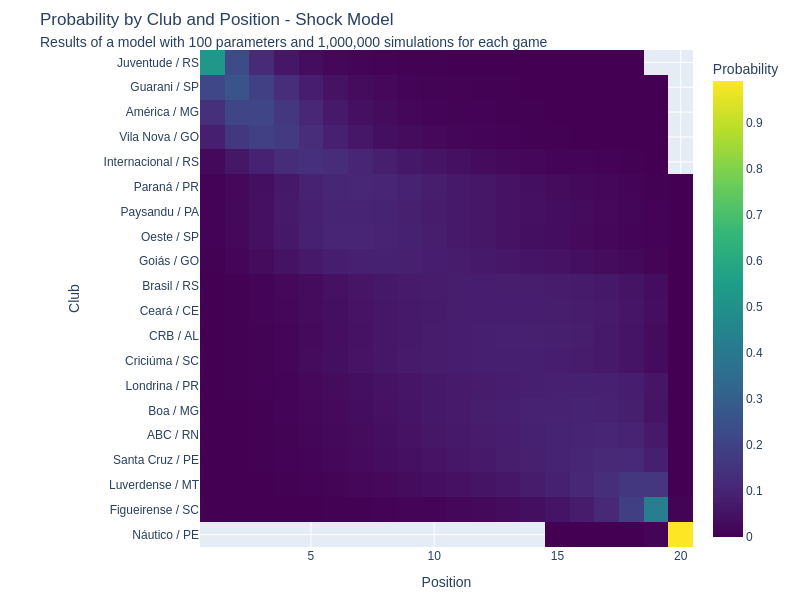 Probability by Club and Position - Shock Model
Results of a model with 100 parameters and 1,000,000 simulations for each game
Probability
Juventude / RS
Guarani / SP
América / MG
Vila Nova / GO
Internacional / RS
Paraná / PR
Paysandu / PA
Oeste / SP
Goiás / GO
Brasil / RS
Ceará / CE
CRB / AL
Criciúma / SC
Londrina / PR
Boa / MG
ABC / RN
Santa Cruz / PE
Luverdense / MT
Figueirense / SC
Náutico / PE
Club
5
10
15
20
Position
0.9
0.8
0.7
0.6
0.5
0.4
0.3
0.2
0.1
0